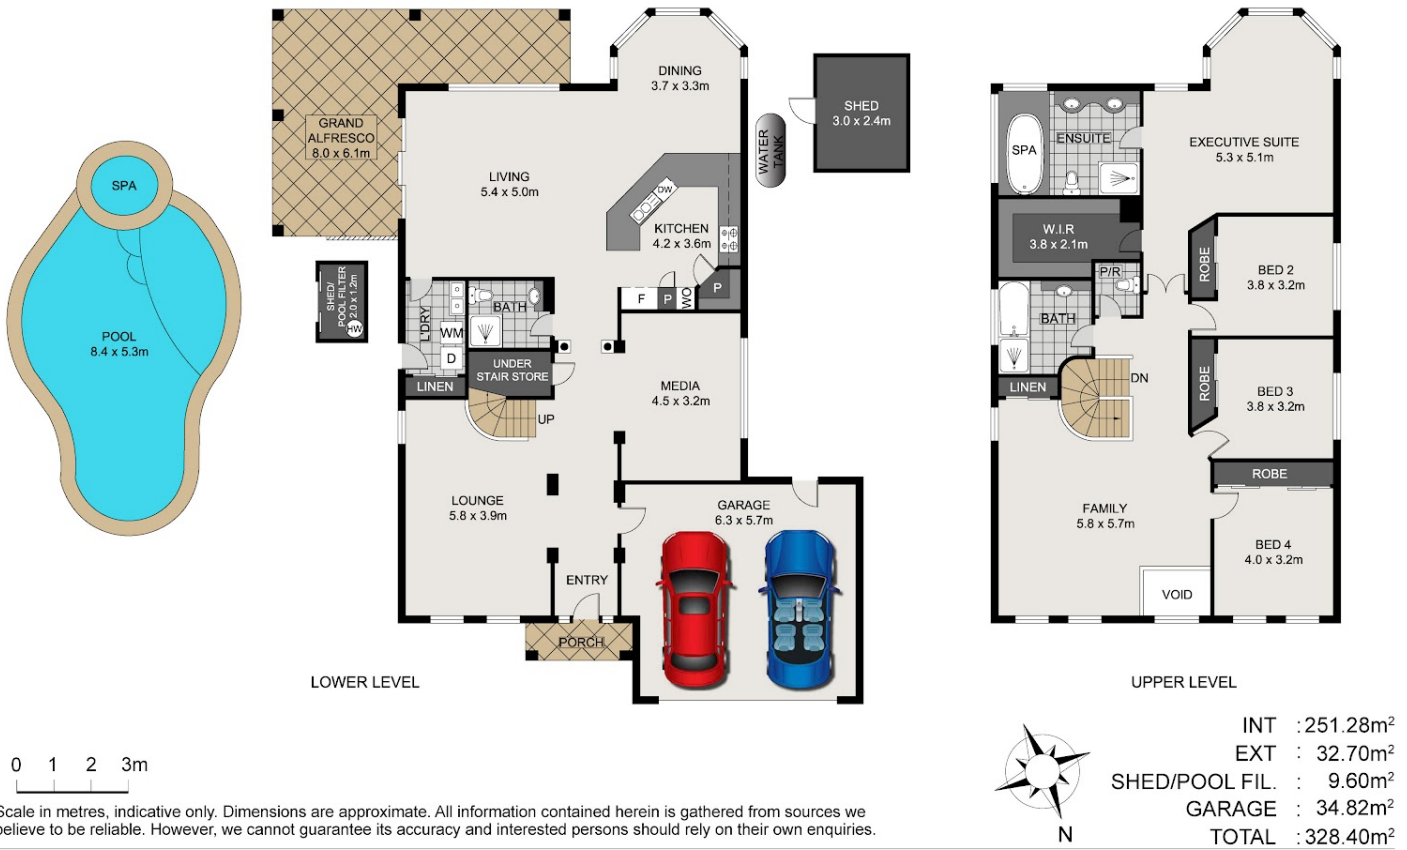 DINING
3.7 x 3.3m
GRAND
ALFRESCO
8.0 x 6.1m
LIVING
5.4 x 5.0m
DW
KITCHEN
4.2 x 3.6m
F
P
WO
P
WATER
TANK
SHED
3.0 x 2.4m
SPA
POOL
8.4 x 5.3m
SHED/
POOL FILTER
2.0 x 1.2m
HW
L'DRY
WM
D
BATH
UNDER
STAIR STORE
LINEN
UP
MEDIA
4.5 x 3.2m
LOUNGE
5.8 x 3.9m
GARAGE
6.3 x 5.7m
ENTRY
PORCH
LOWER LEVEL
SPA
ENSUITE
EXECUTIVE SUITE
5.3 x 5.1m
W.I.R
3.8 x 2.1m
P/R
ROBE
BED 2
3.8 x 3.2m
BATH
LINEN
DN
ROBE
BED 3
3.8 x 3.2m
ROBE
FAMILY
5.8 x 5.7m
BED 4
4.0 x 3.2m
VOID
UPPER LEVEL
0 1 2 3m
Scale in metres, indicative only. Dimensions are approximate. All information contained herein is gathered from sources we
believe to be reliable. However, we cannot guarantee its accuracy and interested persons should rely on their own enquiries.
N
INT : 251.28m²
EXT : 32.70m²
SHED/POOL FIL. : 9.60m²
GARAGE : 34.82m²
TOTAL : 328.40m²